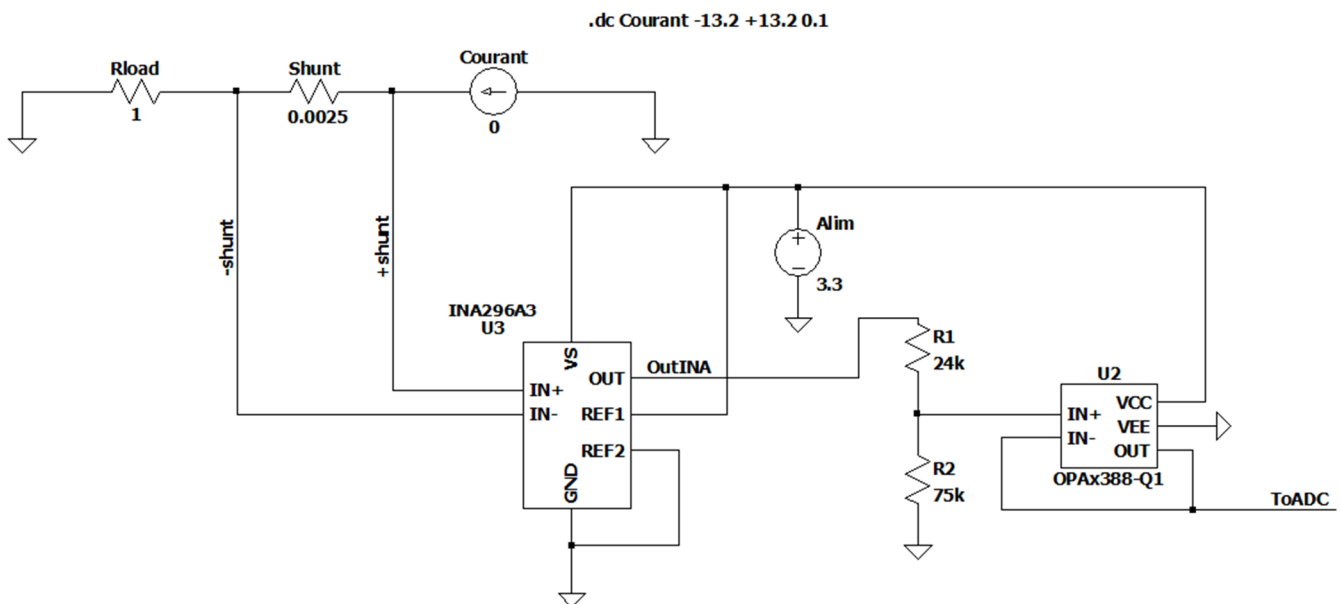 .dc Courant -13.2 +13.2 0.1
Rload
1
Shunt
0.0025
Courant
0
-shunt
+shunt
Alim
3.3
INA296A3
U3
VS
IN+
IN-
OUT
REF1
REF2
GND
OutINA
R1
24k
R2
75k
U2
IN+
IN-
VCC
VEE
OUT
OPAx388-Q1
ToADC